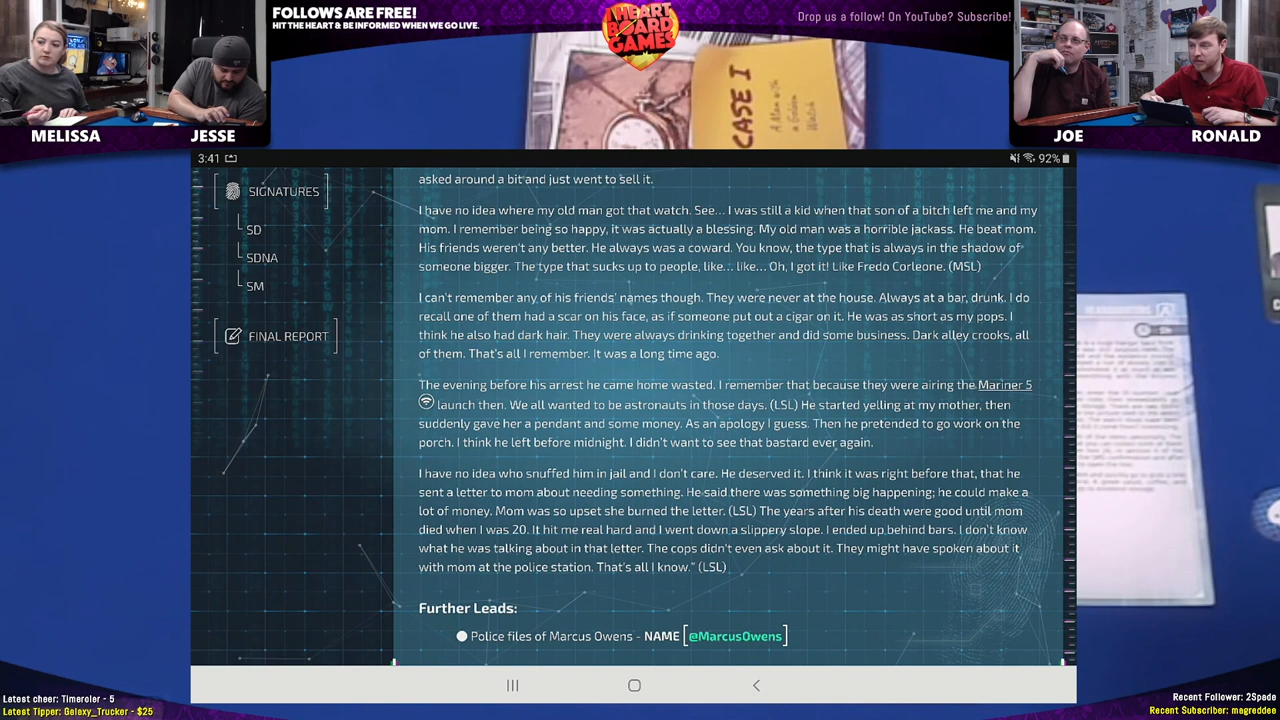 FOLLOWS ARE FREE!
HIT THE HEART & BE INFORMED WHEN WE GO LIVE.
I HEART
BOARD
GAMES
Drop us a follow! On YouTube? Subscribe!
MELISSA
JESSE
JOE
RONALD
CASE I
A Man with
a Golden
Watch
3:41
92%
SIGNATURES
SD
SDNA
SM
FINAL REPORT
asked around a bit and just went to sell it.
I have no idea where my old man got that watch. See... I was still a kid when that son of a bitch left me and my
mom. I remember being so happy, it was actually a blessing. My old man was a horrible jackass. He beat mom.
His friends weren't any better. He always was a coward. You know, the type that is always in the shadow of
someone bigger. The type that sucks up to people, like... like... Oh, I got it! Like Fredo Corleone. (MSL)
I can't remember any of his friends' names though. They were never at the house. Always at a bar, drunk. I do
recall one of them had a scar on his face, as if someone put out a cigar on it. He was as short as my pops. I
think he also had dark hair. They were always drinking together and did some business. Dark alley crooks, all
of them. That's all I remember. It was a long time ago.
The evening before his arrest he came home wasted. I remember that because they were airing the Mariner 5
launch then. We all wanted to be astronauts in those days. (LSL) He started yelling at my mother, then
suddenly gave her a pendant and some money. As an apology I guess. Then he pretended to go work on the
porch. I think he left before midnight. I didn't want to see that bastard ever again.
I have no idea who snuffed him in jail and I don't care. He deserved it. I think it was right before that, that he
sent a letter to mom about needing something. He said there was something big happening; he could make a
lot of money. Mom was so upset she burned the letter. (LSL) The years after his death were good until mom
died when I was 20. It hit me real hard and I went down a slippery slope. I ended up behind bars. I don't know
what he was talking about in that letter. The cops didn't even ask about it. They might have spoken about it
with mom at the police station. That's all I know." (LSL)
Further Leads:
Police files of Marcus Owens - NAME [@MarcusOwens]
Latest cheer: Timeroler - 5
Latest Tipper: Galexy_Trucker - $25
Recent Follower: 2Spade
Recent Subscriber: magreddee